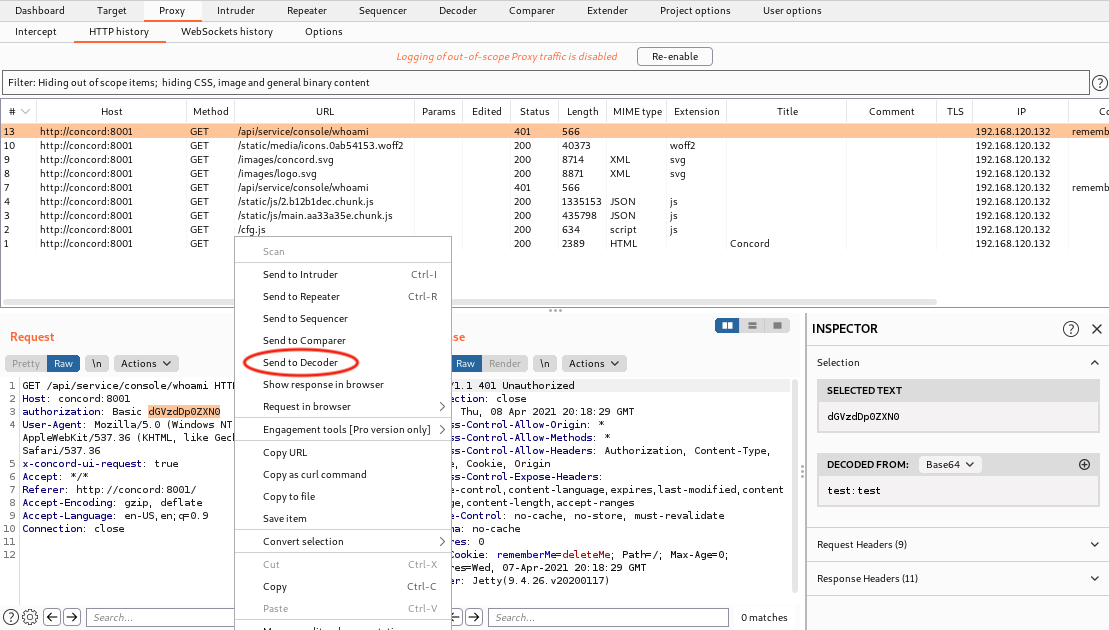 Dashboard Target Proxy Intruder Repeater Sequencer Decoder Comparer Extender Project options User options
Intercept HTTP history WebSockets history Options
Logging of out-of-scope Proxy traffic is disabled Re-enable
Filter: Hiding out of scope items; hiding CSS, image and general binary content ?
# Host Method URL Params Edited Status Length MIME type Extension Title Comment TLS IP Co
13 http://concord:8001 GET /api/service/console/whoami 401 566 192.168.120.132 rememb
10 http://concord:8001 GET /static/media/icons.0ab54153.woff2 200 40373 woff2 192.168.120.132
9 http://concord:8001 GET /images/concord.svg 200 8714 XML svg 192.168.120.132
8 http://concord:8001 GET /images/logo.svg 200 8871 XML svg 192.168.120.132
7 http://concord:8001 GET /api/service/console/whoami 401 566 192.168.120.132 rememb
4 http://concord:8001 GET /static/js/2.b12b1dec.chunk.js 200 1335153 JSON js 192.168.120.132
3 http://concord:8001 GET /static/js/main.aa33a35e.chunk.js 200 435798 JSON js 192.168.120.132
2 http://concord:8001 GET /cfg.js 200 634 script js 192.168.120.132
1 http://concord:8001 GET 200 2389 HTML Concord 192.168.120.132
Request
Pretty Raw \n Actions
1 GET /api/service/console/whoami HTT
2 Host: concord:8001
3 authorization: Basic dGVzdDp0ZXN0
4 User-Agent: Mozilla/5.0 (Windows NT
AppleWebKit/537.36 (KHTML, like Geck
Safari/537.36
5 x-concord-ui-request: true
6 Accept: */*
7 Referer: http://concord:8001/
8 Accept-Encoding: gzip, deflate
9 Accept-Language: en-US,en;q=0.9
10 Connection: close
11
12
? Search...
Scan
Send to Intruder Ctrl-I
Send to Repeater Ctrl-R
Send to Sequencer
Send to Comparer
Send to Decoder
Show response in browser
Request in browser
Engagement tools [Pro version only]
Copy URL
Copy as curl command
Copy to file
Save item
Convert selection
Cut Ctrl-X
Copy Ctrl-C
Paste Ctrl-V
se
Raw Render \n Actions
/1.1 401 Unauthorized
ection: close
Thu, 08 Apr 2021 20:18:29 GMT
ss-Control-Allow-Origin: *
ss-Control-Allow-Methods: *
ss-Control-Allow-Headers: Authorization, Content-Type,
e, Cookie, Origin
ss-Control-Expose-Headers:
e-control,content-language,expires,last-modified,content
ge,content-length,accept-ranges
e-Control: no-cache, no-store, must-revalidate
ma: no-cache
res: 0
Cookie: rememberMe=deleteMe; Path=/; Max-Age=0;
res=Wed, 07-Apr-2021 20:18:29 GMT
er: Jetty(9.4.26.v20200117)
Search... 0 matches
INSPECTOR ?
Selection
SELECTED TEXT
dGVzdDp0ZXN0
DECODED FROM: Base64
test:test
Request Headers (9)
Response Headers (11)